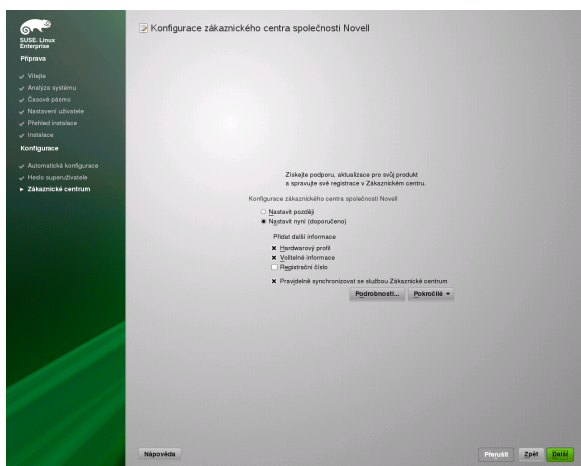 SUSE. Linux
Enterprise
Příprava
Vítejte
Analýza systému
Časové pásmo
Nastavení uživatele
Přehled instalace
Instalace
Konfigurace
Automatická konfigurace
Heslo superuživatele
Zákaznické centrum
Konfigurace zákaznického centra společnosti Novell
Získejte podporu, aktualizace pro svůj produkt
a spravujte své registrace v Zákaznickém centru.
Konfigurace zákaznického centra společnosti Novell
Nastavit později
Nastavit nyní (doporučeno)
Přidat další informace
Hardwarový profil
Volitelné informace
Registrační číslo
Pravidelně synchronizovat se službou Zákaznické centrum
Podrobnosti...
Pokročilé
Nápověda
Přerušit
Zpět
Další